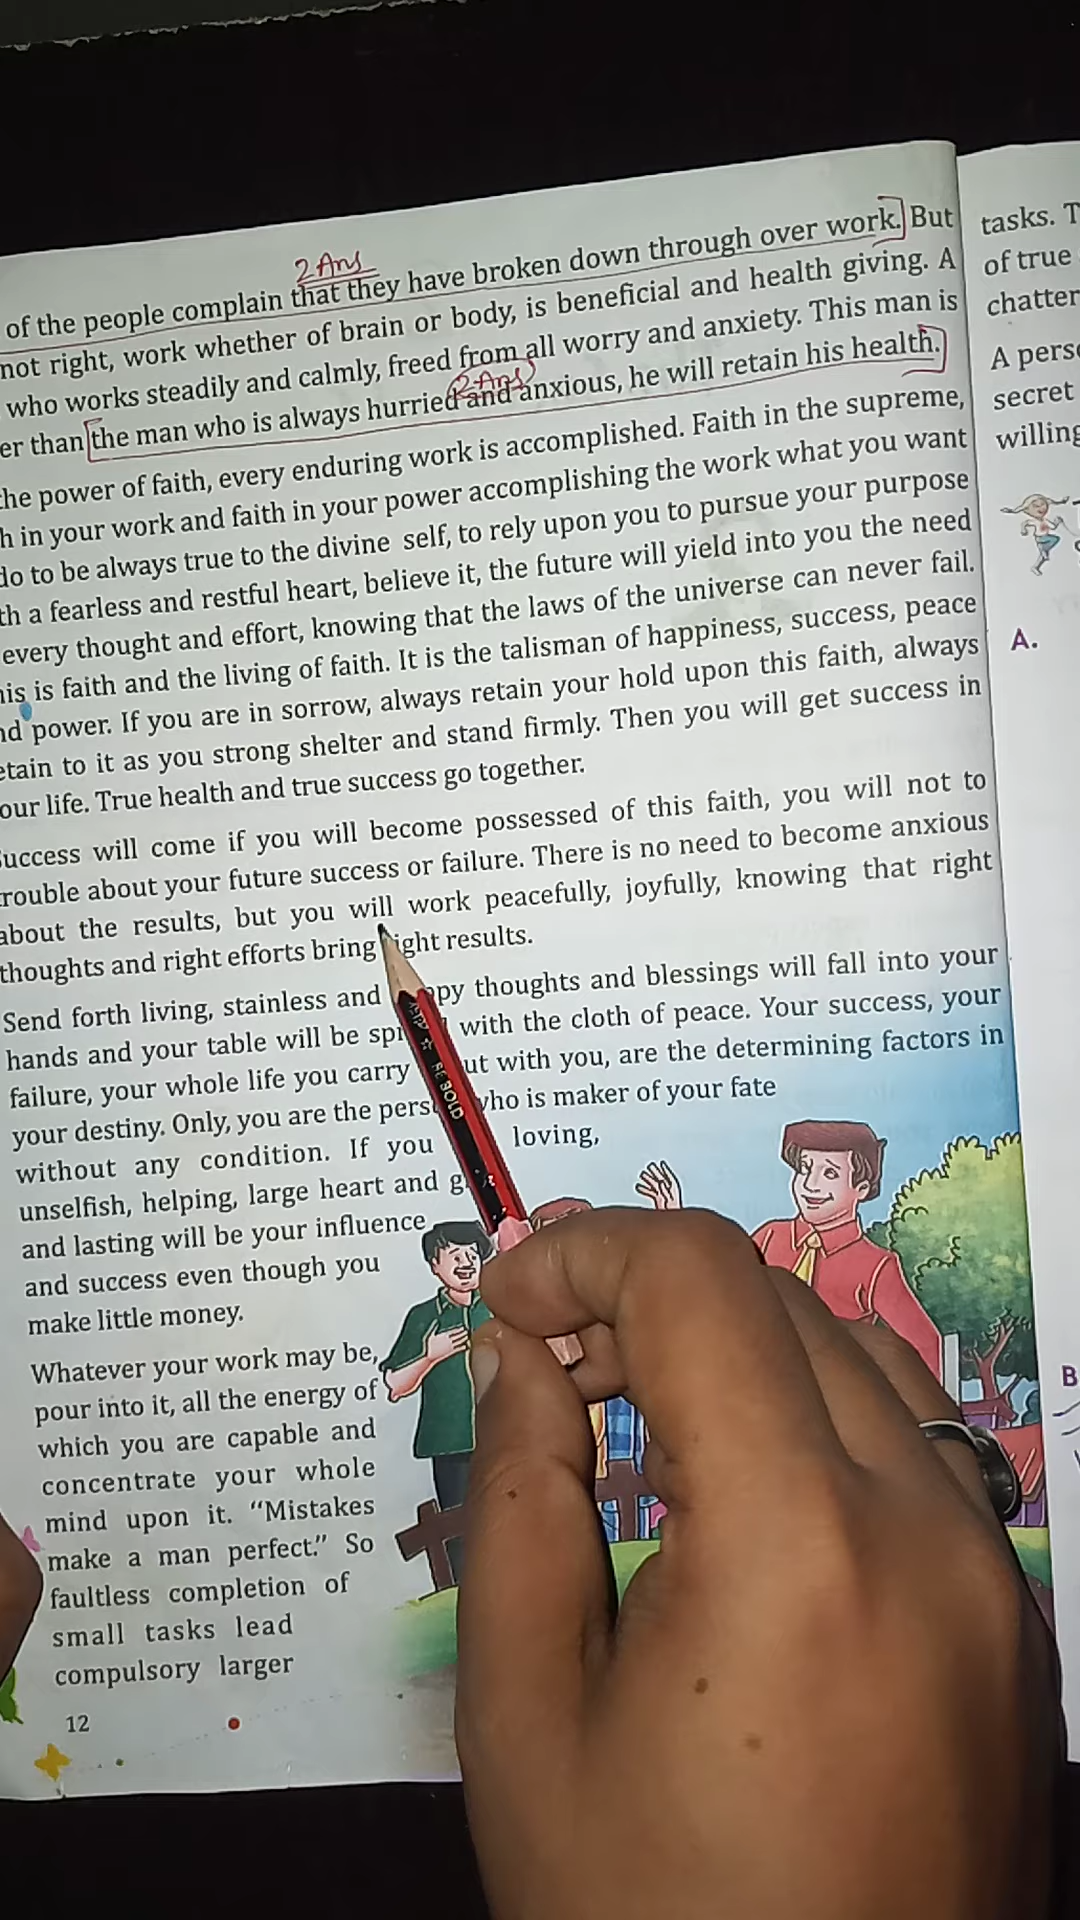 2 Ans
of the people complain that they have broken down through over work. But
not right, work whether of brain or body, is beneficial and health giving. A
who works steadily and calmly, freed from all worry and anxiety. This man is
2 Ans
er than the man who is always hurried and anxious, he will retain his health.
he power of faith, every enduring work is accomplished. Faith in the supreme,
h in your work and faith in your power accomplishing the work what you want
do to be always true to the divine self, to rely upon you to pursue your purpose
th a fearless and restful heart, believe it, the future will yield into you the need
every thought and effort, knowing that the laws of the universe can never fail.
his is faith and the living of faith. It is the talisman of happiness, success, peace
nd power. If you are in sorrow, always retain your hold upon this faith, always
etain to it as you strong shelter and stand firmly. Then you will get success in
our life. True health and true success go together.
Success will come if you will become possessed of this faith, you will not to
trouble about your future success or failure. There is no need to become anxious
about the results, but you will work peacefully, joyfully, knowing that right
thoughts and right efforts bring right results.
Send forth living, stainless and ppy thoughts and blessings will fall into your
hands and your table will be sp with the cloth of peace. Your success, your
failure, your whole life you carry ut with you, are the determining factors in
your destiny. Only, you are the pers who is maker of your fate
without any condition. If you loving,
unselfish, helping, large heart and g
and lasting will be your influence
and success even though you
make little money.
Whatever your work may be,
pour into it, all the energy of
which you are capable and
concentrate your whole
mind upon it. “Mistakes
make a man perfect.” So
faultless completion of
small tasks lead
compulsory larger
12
tasks. T
of true
chatter
A pers
secret
willing
A.
B
BE BOLD